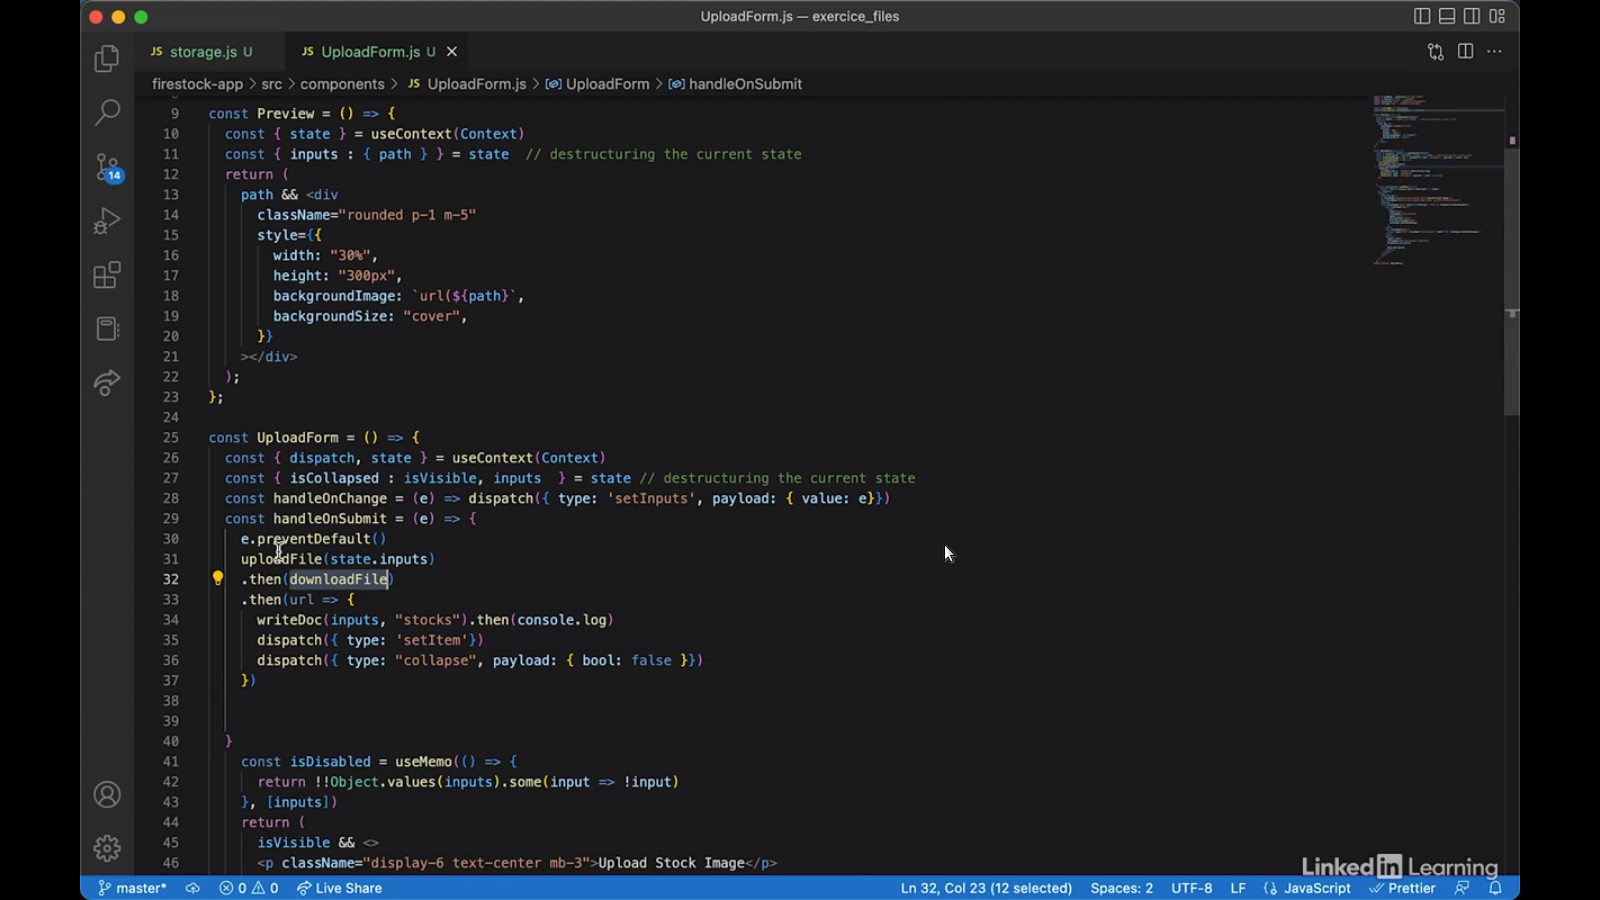 UploadForm.js — exercice_files
JS storage.js U
JS UploadForm.js U
firestock-app > src > components > JS UploadForm.js > UploadForm > handleOnSubmit
14
9 const Preview = () => {
10 const { state } = useContext(Context)
11 const { inputs : { path } } = state // destructuring the current state
12 return (
13 path && <div
14 className="rounded p-1 m-5"
15 style={{
16 width: "30%",
17 height: "300px",
18 backgroundImage: `url(${path}`,
19 backgroundSize: "cover",
20 }}
21 ></div>
22 );
23 };
24
25 const UploadForm = () => {
26 const { dispatch, state } = useContext(Context)
27 const { isCollapsed : isVisible, inputs } = state // destructuring the current state
28 const handleOnChange = (e) => dispatch({ type: 'setInputs', payload: { value: e}})
29 const handleOnSubmit = (e) => {
30 e.preventDefault()
31 uploadFile(state.inputs)
32 .then(downloadFile)
33 .then(url => {
34 writeDoc(inputs, "stocks").then(console.log)
35 dispatch({ type: 'setItem'})
36 dispatch({ type: "collapse", payload: { bool: false }})
37 })
38
39
40 }
41 const isDisabled = useMemo(() => {
42 return !!Object.values(inputs).some(input => !input)
43 }, [inputs])
44 return (
45 isVisible && <>
46 <p className="display-6 text-center mb-3">Upload Stock Image</p>
LinkedIn Learning
master* 0 0 Live Share Ln 32, Col 23 (12 selected) Spaces: 2 UTF-8 LF {} JavaScript Prettier